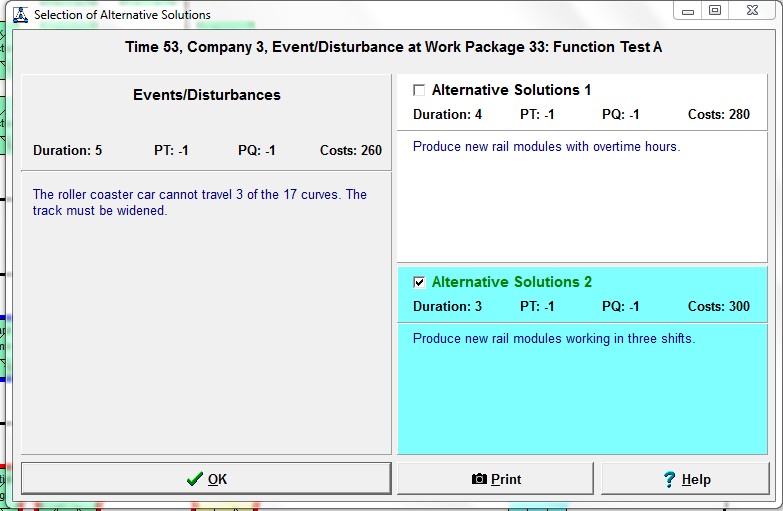 Selection of Alternative Solutions
Time 53, Company 3, Event/Disturbance at Work Package 33: Function Test A
Events/Disturbances
Duration: 5 PT: -1 PQ: -1 Costs: 260
The roller coaster car cannot travel 3 of the 17 curves. The
track must be widened.
Alternative Solutions 1
Duration: 4 PT: -1 PQ: -1 Costs: 280
Produce new rail modules with overtime hours.
Alternative Solutions 2
Duration: 3 PT: -1 PQ: -1 Costs: 300
Produce new rail modules working in three shifts.
OK
Print
? Help